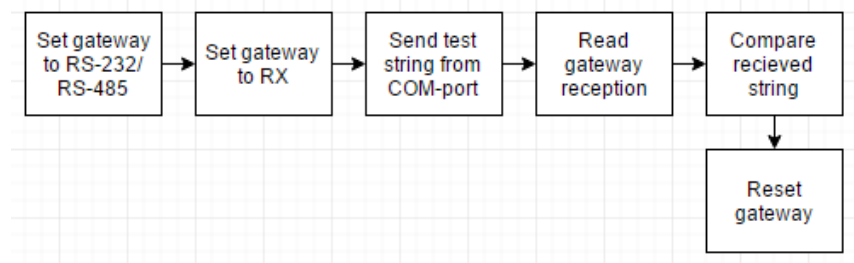 Set gateway
to RS-232/
RS-485
Set gateway
to RX
Send test
string from
COM-port
Read
gateway
reception
Compare
recieved
string
Reset
gateway